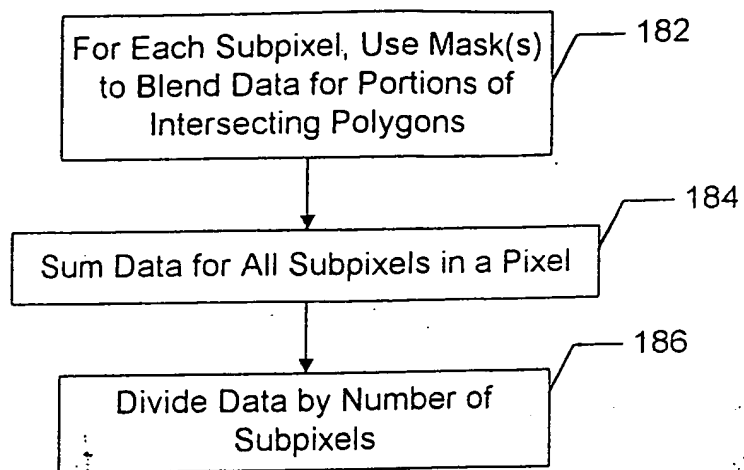 For Each Subpixel, Use Mask(s)
to Blend Data for Portions of
Intersecting Polygons
182
Sum Data for All Subpixels in a Pixel
184
Divide Data by Number of
Subpixels
186